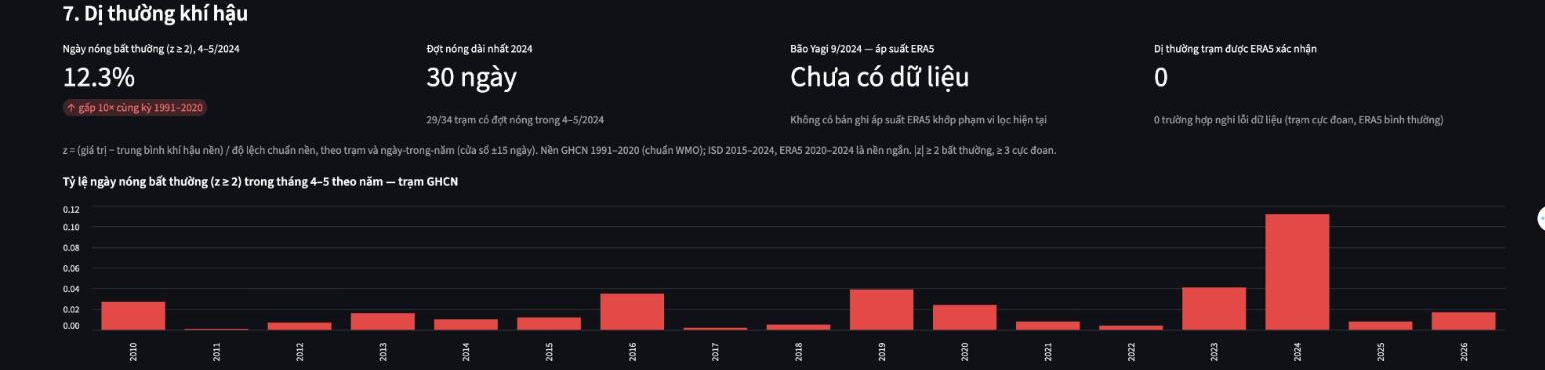 7. Dị thường khí hậu
Ngày nóng bất thường (z ≥ 2), 4–5/2024
12.3%
↑ gấp 10× cùng kỳ 1991–2020
Đợt nóng dài nhất 2024
30 ngày
29/34 trạm có đợt nóng trong 4–5/2024
Bão Yagi 9/2024 — áp suất ERA5
Chưa có dữ liệu
Không có bản ghi áp suất ERA5 khớp phạm vi lọc hiện tại
Dị thường trạm được ERA5 xác nhận
0
0 trường hợp nghi lỗi dữ liệu (trạm cực đoan, ERA5 bình thường)
z = (giá trị − trung bình khí hậu nền) / độ lệch chuẩn nền, theo trạm và ngày-trong-năm (cửa sổ ±15 ngày). Nền GHCN 1991–2020 (chuẩn WMO); ISD 2015–2024, ERA5 2020–2024 là nền ngắn. |z| ≥ 2 bất thường, ≥ 3 cực đoan.
Tỷ lệ ngày nóng bất thường (z ≥ 2) trong tháng 4–5 theo năm — trạm GHCN
0.12
0.10
0.08
0.06
0.04
0.02
0.00
2010 2011 2012 2013 2014 2015 2016 2017 2018 2019 2020 2021 2022 2023 2024 2025 2026